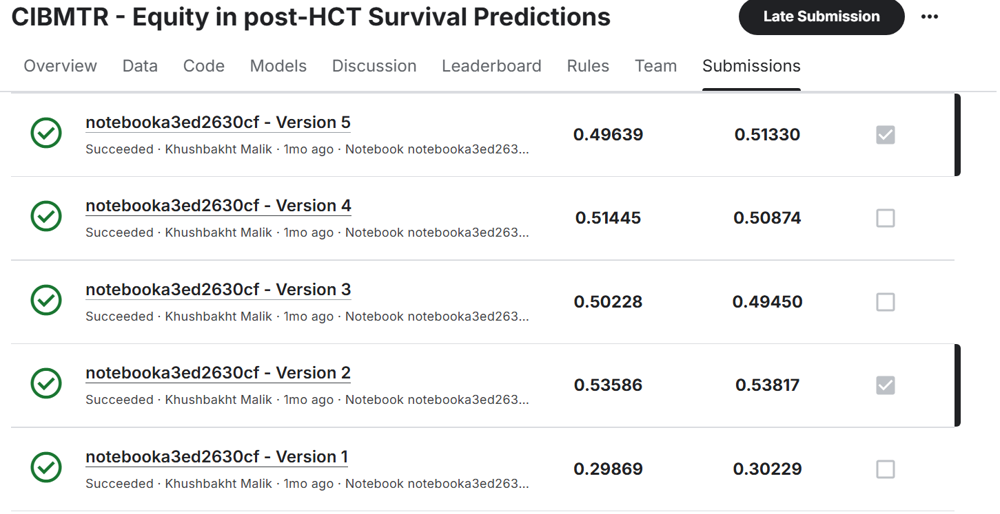 CIBMTR - Equity in post-HCT Survival Predictions
Late Submission
Overview Data Code Models Discussion Leaderboard Rules Team Submissions
notebooka3ed2630cf - Version 5
0.49639 0.51330
Succeeded · Khushbakht Malik · 1mo ago · Notebook notebooka3ed263...
notebooka3ed2630cf - Version 4
0.51445 0.50874
Succeeded · Khushbakht Malik · 1mo ago · Notebook notebooka3ed263...
notebooka3ed2630cf - Version 3
0.50228 0.49450
Succeeded · Khushbakht Malik · 1mo ago · Notebook notebooka3ed263...
notebooka3ed2630cf - Version 2
0.53586 0.53817
Succeeded · Khushbakht Malik · 1mo ago · Notebook notebooka3ed263...
notebooka3ed2630cf - Version 1
0.29869 0.30229
Succeeded · Khushbakht Malik · 1mo ago · Notebook notebooka3ed263...